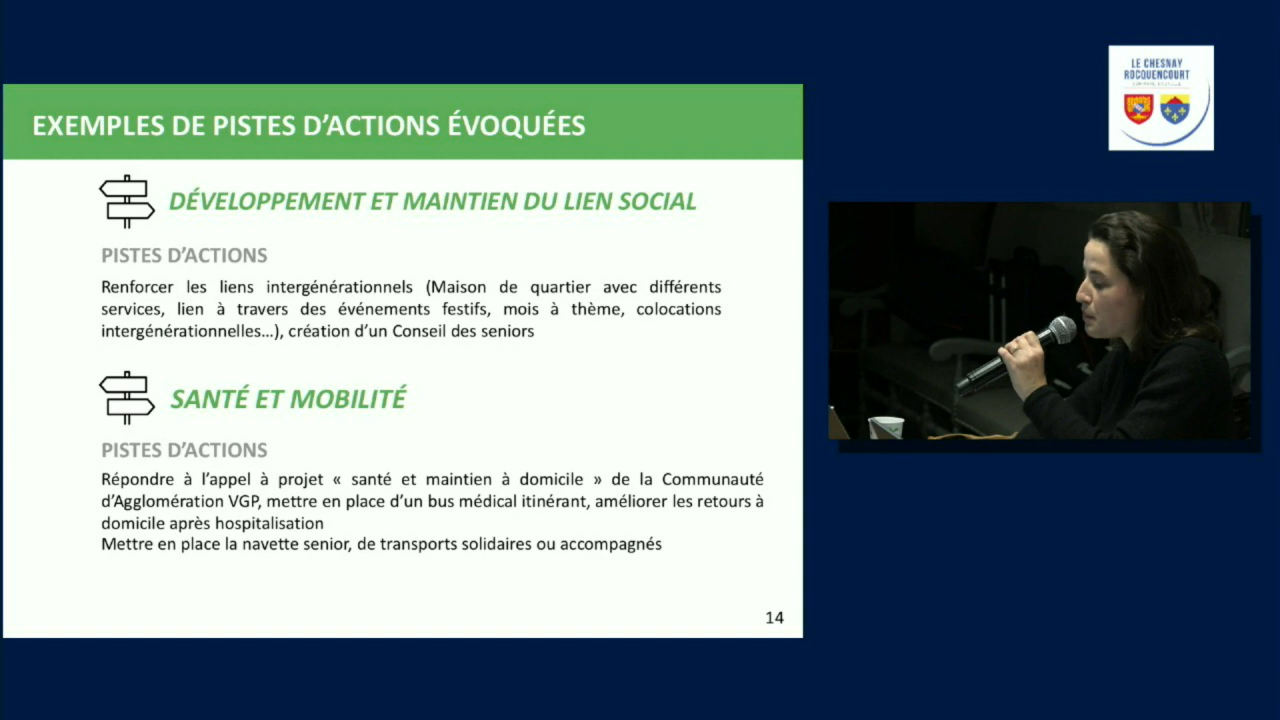 EXEMPLES DE PISTES D'ACTIONS ÉVOQUÉES
DÉVELOPPEMENT ET MAINTIEN DU LIEN SOCIAL
PISTES D'ACTIONS
Renforcer les liens intergénérationnels (Maison de quartier avec différents
services, lien à travers des événements festifs, mois à thème, colocations
intergénérationnelles…), création d'un Conseil des seniors
SANTÉ ET MOBILITÉ
PISTES D'ACTIONS
Répondre à l'appel à projet « santé et maintien à domicile » de la Communauté
d'Agglomération VGP, mettre en place d'un bus médical itinérant, améliorer les retours à
domicile après hospitalisation
Mettre en place la navette senior, de transports solidaires ou accompagnés
14
LE CHESNAY
ROCQUENCOURT